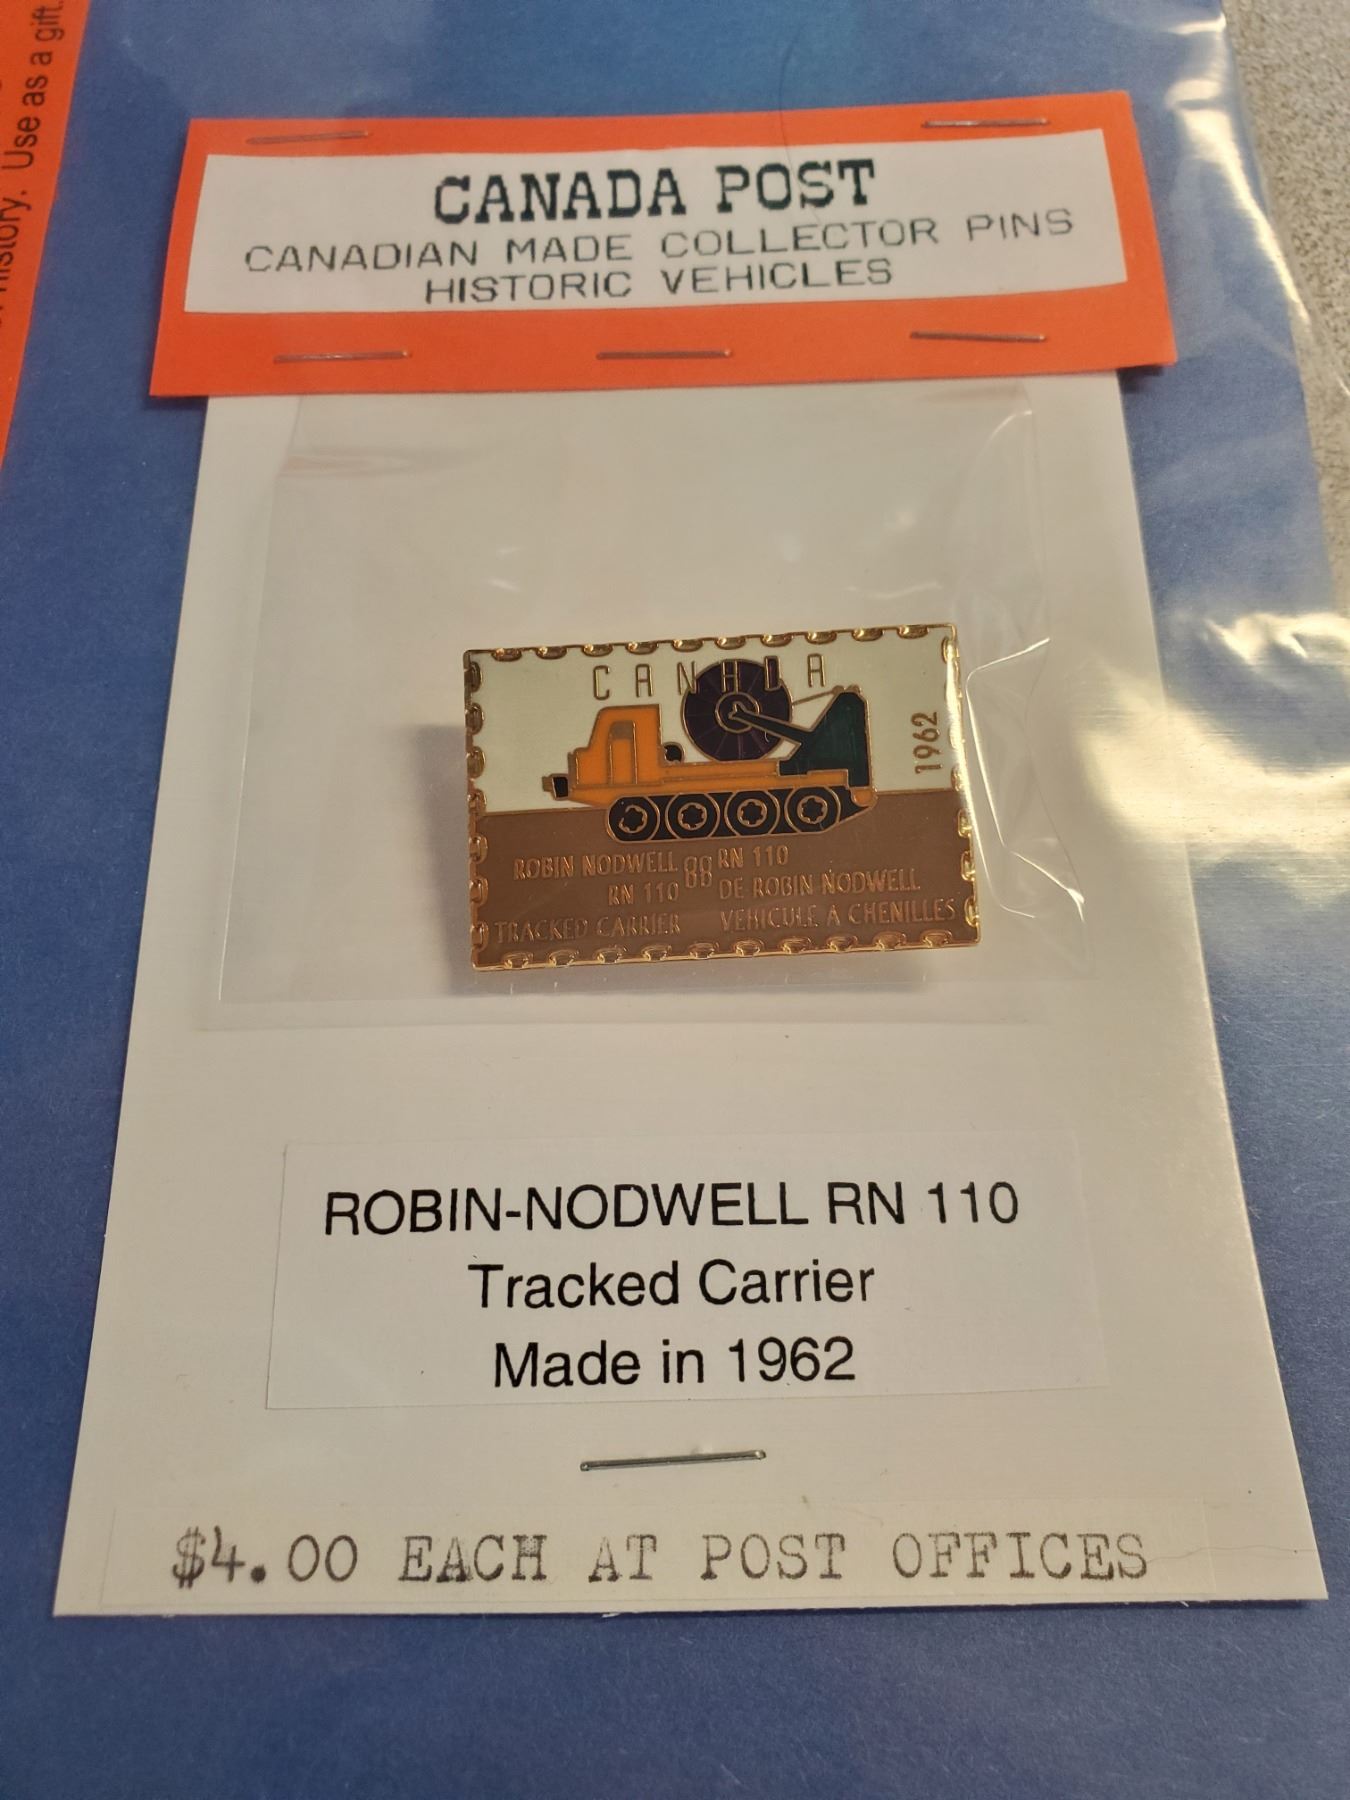 history. Use as a gift.
CANADA POST
CANADIAN MADE COLLECTOR PINS
HISTORIC VEHICLES
CANADA
1962
ROBIN NODWELL
RN 110
TRACKED CARRIER
88
RN 110
DE ROBIN NODWELL
VÉHICULE À CHENILLES
ROBIN-NODWELL RN 110
Tracked Carrier
Made in 1962
$4.00 EACH AT POST OFFICES